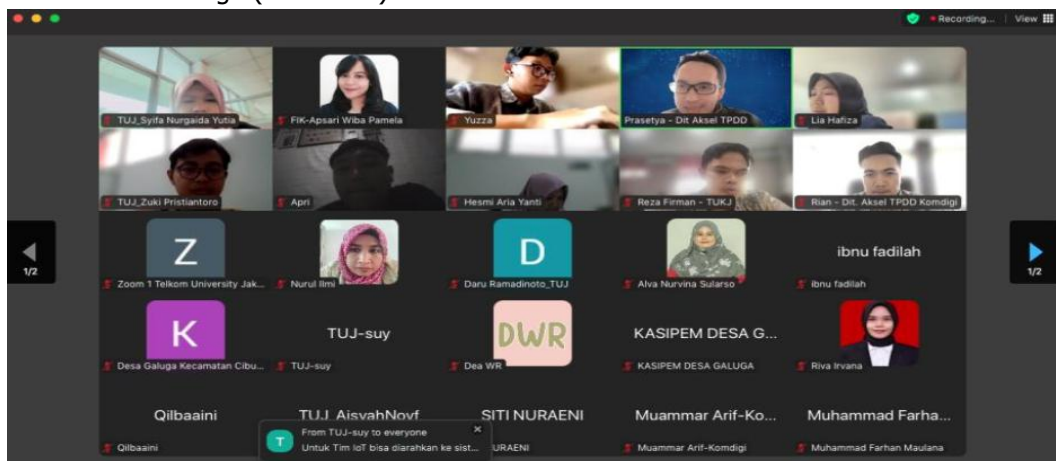 Recording...
View
TUJ_Syifa Nurgaida Yutia
FIK-Apsari Wiba Pamela
Yuzza
Prasetya - Dit Aksel TPDD
Lia Hafiza
TUJ_Zuki Pristiantoro
Apri
Hesmi Aria Yanti
Reza Firman - TUKJ
Rian - Dit. Aksel TPDD Komdigi
1/2
1/2
Z
D
ibnu fadilah
Zoom 1 Telkom University Jak...
Nurul Ilmi
Daru Ramadinoto_TUJ
Alva Nurvina Sularso
ibnu fadilah
K
TUJ-suy
DWR
KASIPEM DESA G...
Desa Galuga Kecamatan Cibu...
TUJ-suy
Dea WR
KASIPEM DESA GALUGA
Riva Irvana
Qilbaaini
TUJ_AisyahNovf
SITI NURAENI
Muammar Arif-Ko...
Muhammad Farha...
T
From TUJ-suy to everyone
Untuk Tim IoT bisa diarahkan ke sist...
Qilbaaini
URAENI
Muammar Arif-Komdigi
Muhammad Farhan Maulana